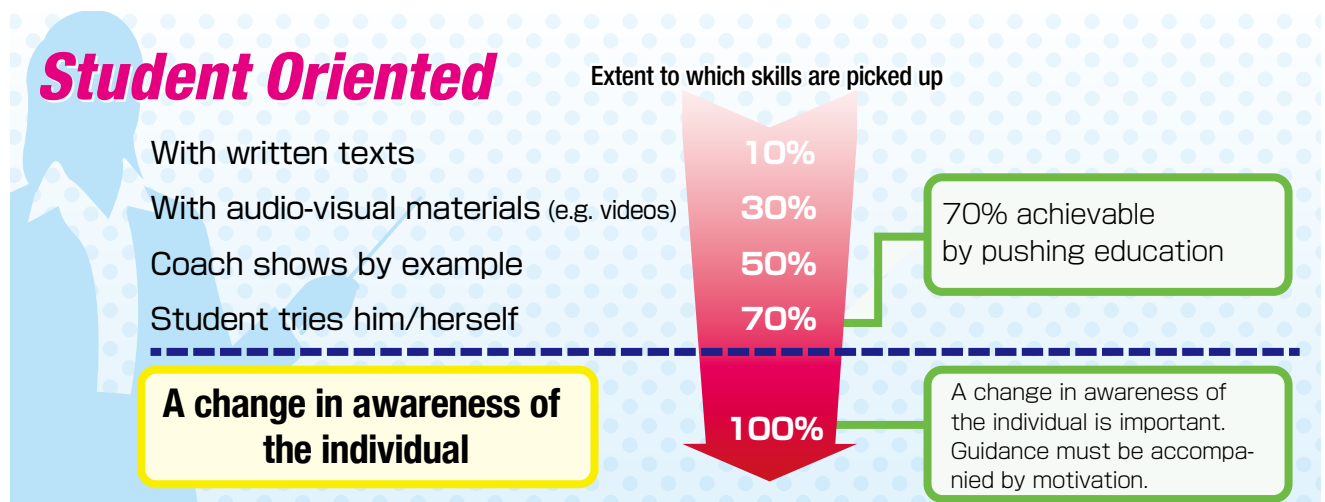 Student Oriented
Extent to which skills are picked up
With written texts 10%
With audio-visual materials (e.g. videos) 30%
Coach shows by example 50%
Student tries him/herself 70%
70% achievable
by pushing education
A change in awareness of
the individual
100%
A change in awareness of
the individual is important.
Guidance must be accompa-
nied by motivation.